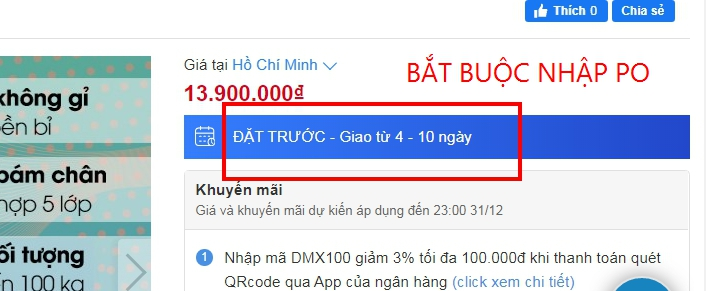 Thích 0
Chia sẻ
Giá tại Hồ Chí Minh
BẮT BUỘC NHẬP PO
13.900.000₫
không gỉ
ền bỉ
ĐẶT TRƯỚC - Giao từ 4 - 10 ngày
bám chân
hợp 5 lớp
Khuyến mãi
Giá và khuyến mãi dự kiến áp dụng đến 23:00 31/12
ối tượng
ến 100 kg
1 Nhập mã DMX100 giảm 3% tối đa 100.000đ khi thanh toán quét
QRcode qua App của ngân hàng (click xem chi tiết)